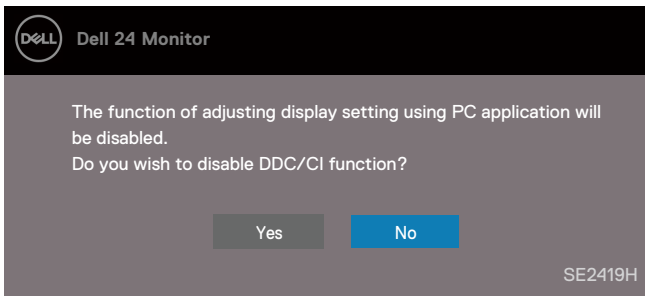 DELL Dell 24 Monitor
The function of adjusting display setting using PC application will
be disabled.
Do you wish to disable DDC/CI function?
Yes No
SE2419H